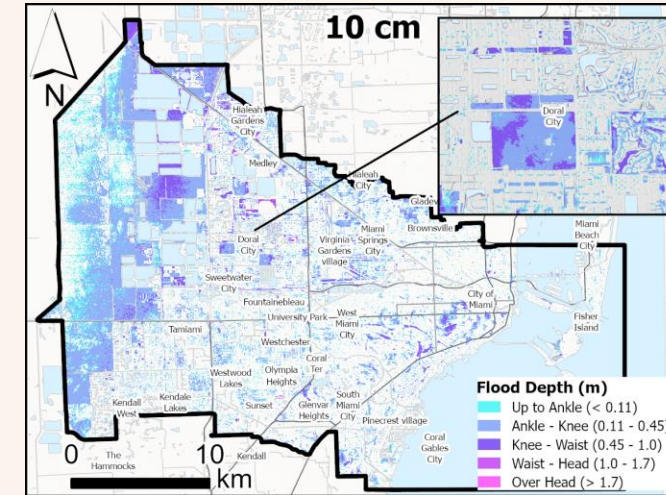 10 cm
N
Doral
City
Hialeah
Gardens
City
Medley
Hialeah
City
Brownsville
Miami
Springs
City
Virginia
Gardens
village
Doral
City
Miami
Beach
City
Sweetwater
City
Fountainebleau
City of
Miami
University Park
West
Miami
City
Fisher
Island
Tamiami
Westchester
Coral
Ter
Westwood
Lakes
Olympia
Heights
Kendall
West
Kendale
Lakes
Sunset
Glenvar
Heights
South
Miami
City
Pinecrest village
The
Hammocks
Kendall
Coral
Gables
City
0
10
km
Flood Depth (m)
Up to Ankle (< 0.11)
Ankle - Knee (0.11 - 0.45)
Knee - Waist (0.45 - 1.0)
Waist - Head (1.0 - 1.7)
Over Head (> 1.7)